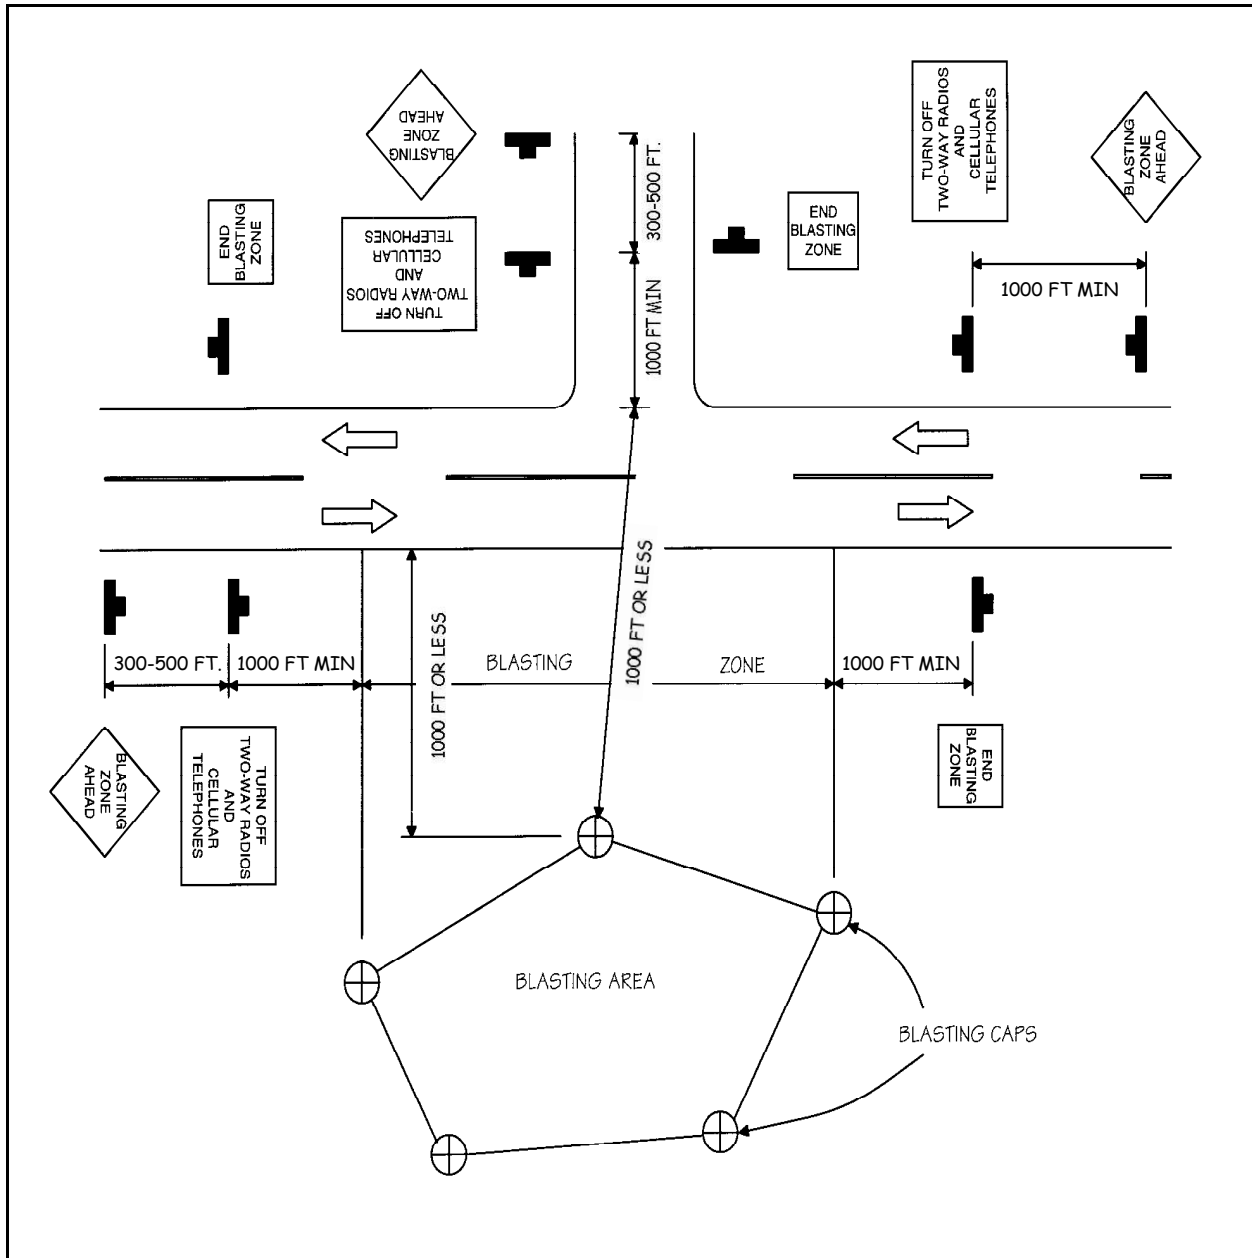 BLASTING
ZONE
AHEAD
END
BLASTING
ZONE
TURN OFF
TWO-WAY RADIOS
AND
CELLULAR
TELEPHONES
300-500 FT.
1000 FT MIN
END
BLASTING
ZONE
TURN OFF
TWO-WAY RADIOS
AND
CELLULAR
TELEPHONES
BLASTING
ZONE
AHEAD
1000 FT MIN
300-500 FT.
1000 FT MIN
1000 FT OR LESS
BLASTING ZONE
1000 FT OR LESS
1000 FT MIN
BLASTING
ZONE
AHEAD
TURN OFF
TWO-WAY RADIOS
AND
CELLULAR
TELEPHONES
END
BLASTING
ZONE
BLASTING AREA
BLASTING CAPS